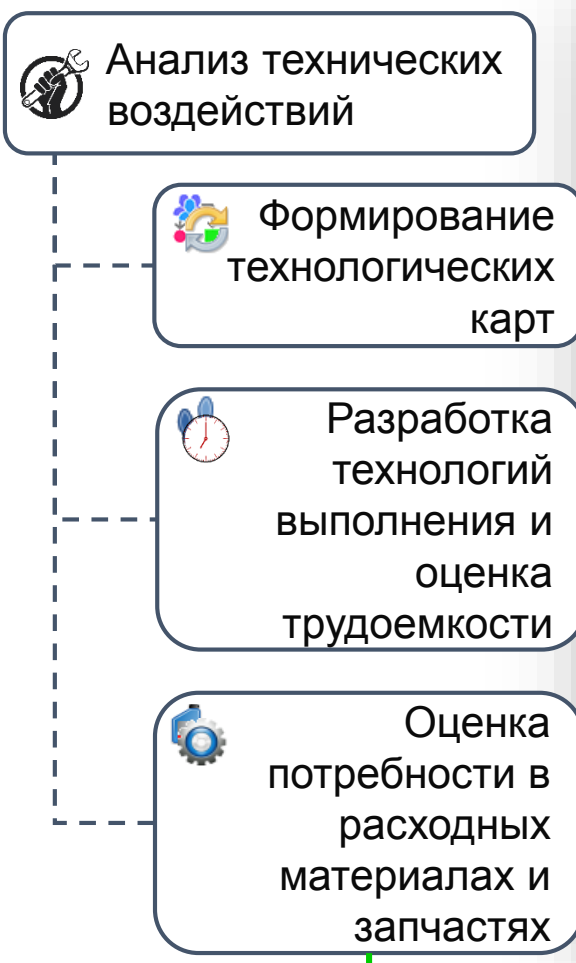 Анализ технических
воздействий
Формирование
технологических
карт
Разработка
технологий
выполнения и
оценка
трудоемкости
Оценка
потребности в
расходных
материалах и
запчастях